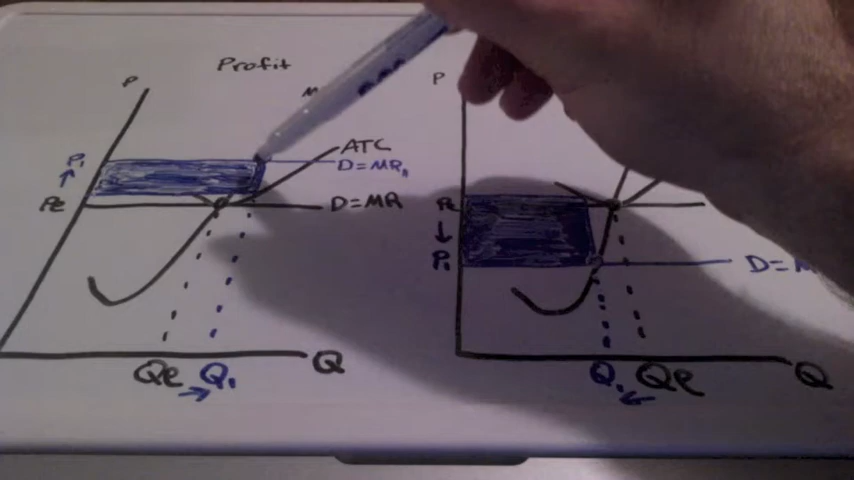 Profit
P
ATC
P₁
D=MR₁
Pe
D=MR
Qe
Q₁
Q
P
Pe
P₁
Q₁
Qe
Q